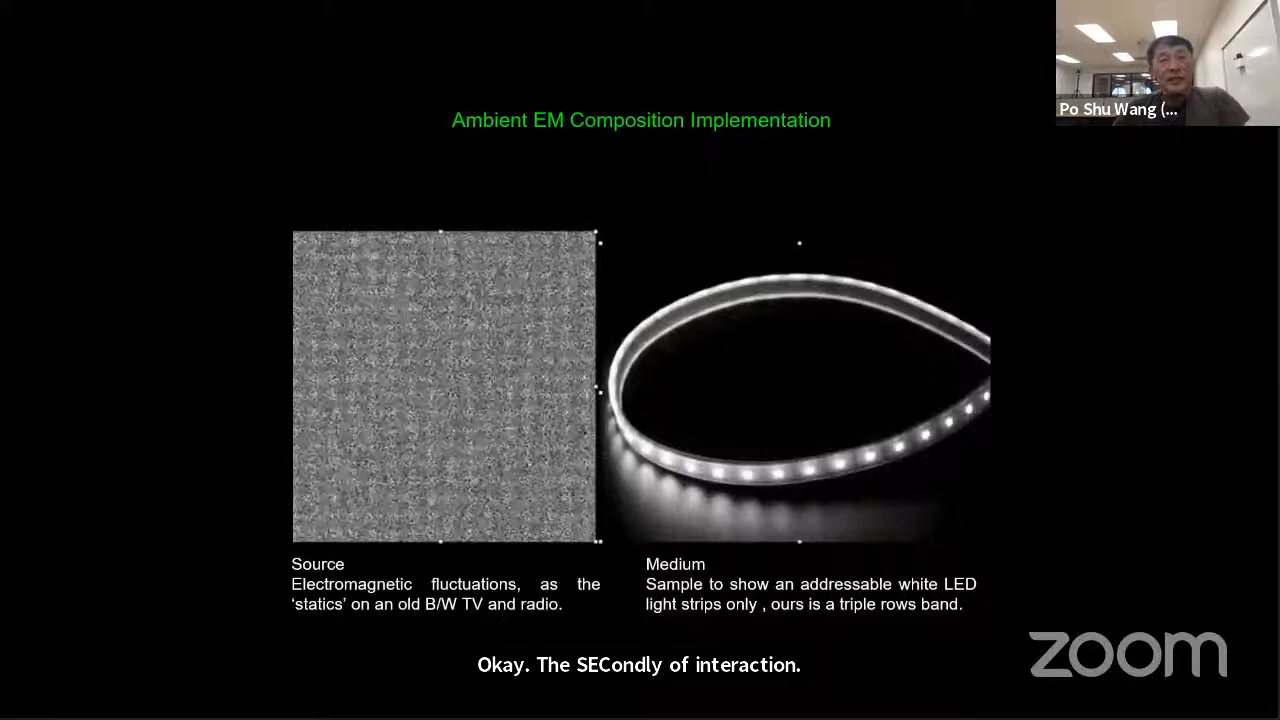 Po Shu Wang (...
Ambient EM Composition Implementation
Source
Electromagnetic fluctuations, as the
‘statics’ on an old B/W TV and radio.
Medium
Sample to show an addressable white LED
light strips only , ours is a triple rows band.
Okay. The SECondly of interaction.
zoom